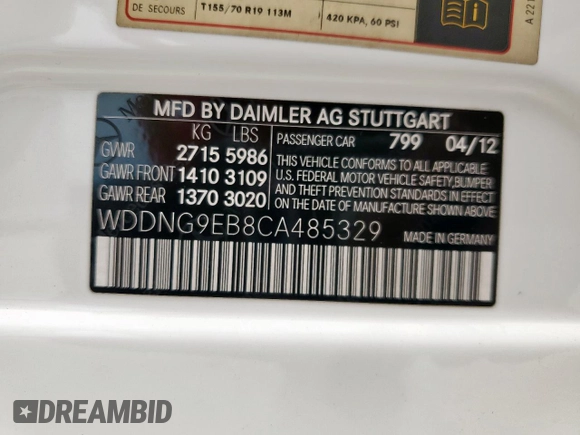 DE SECOURS T155/70 R19 113M 420 KPA, 60 PSI
A 221
MFD BY DAIMLER AG STUTTGART
KG LBS PASSENGER CAR 799 04/12
GVWR 2715 5986
GAWR FRONT 1410 3109
GAWR REAR 1370 3020
THIS VEHICLE CONFORMS TO ALL APPLICABLE
U.S. FEDERAL MOTOR VEHICLE SAFETY, BUMPER,
AND THEFT PREVENTION STANDARDS IN EFFECT
ON THE DATE OF MANUFACTURE SHOWN ABOVE.
WDDNG9EB8CA485329 MADE IN GERMANY
DREAMBID